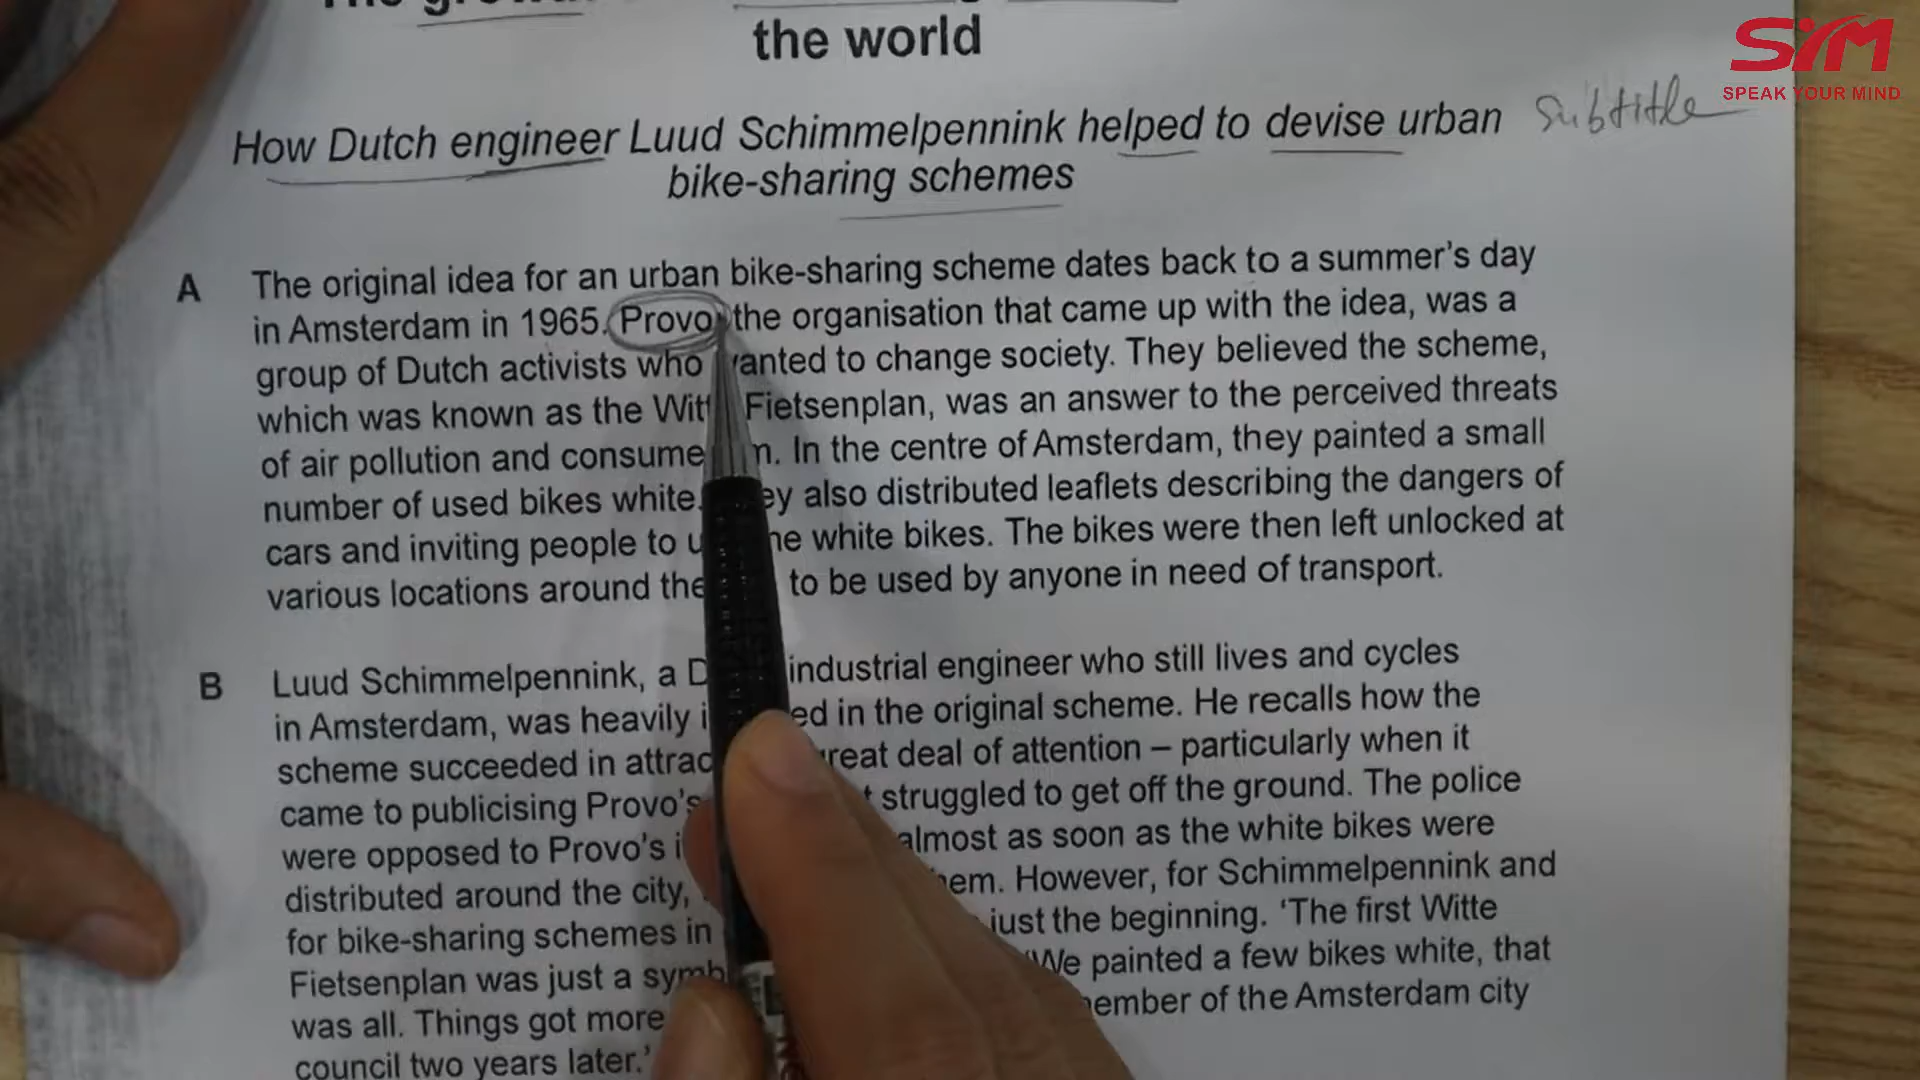 the world
SYM
SPEAK YOUR MIND
How Dutch engineer Luud Schimmelpennink helped to devise urban
subtitle
bike-sharing schemes
A The original idea for an urban bike-sharing scheme dates back to a summer's day
in Amsterdam in 1965. Provo, the organisation that came up with the idea, was a
group of Dutch activists who wanted to change society. They believed the scheme,
which was known as the Fietsenplan, was an answer to the perceived threats
of air pollution and In the centre of Amsterdam, they painted a small
number of used bikes white. also distributed leaflets describing the dangers of
cars and inviting people to white bikes. The bikes were then left unlocked at
various locations around the to be used by anyone in need of transport.
B Luud Schimmelpennink, a industrial engineer who still lives and cycles
in Amsterdam, was heavily in the original scheme. He recalls how the
scheme succeeded in great deal of attention – particularly when it
came to publicising Provo's struggled to get off the ground. The police
were opposed to Provo's almost as soon as the white bikes were
distributed around the city, However, for Schimmelpennink and
for bike-sharing schemes in just the beginning. 'The first Witte
Fietsenplan was just a 'We painted a few bikes white, that
was all. Things got more member of the Amsterdam city
council two years later.'